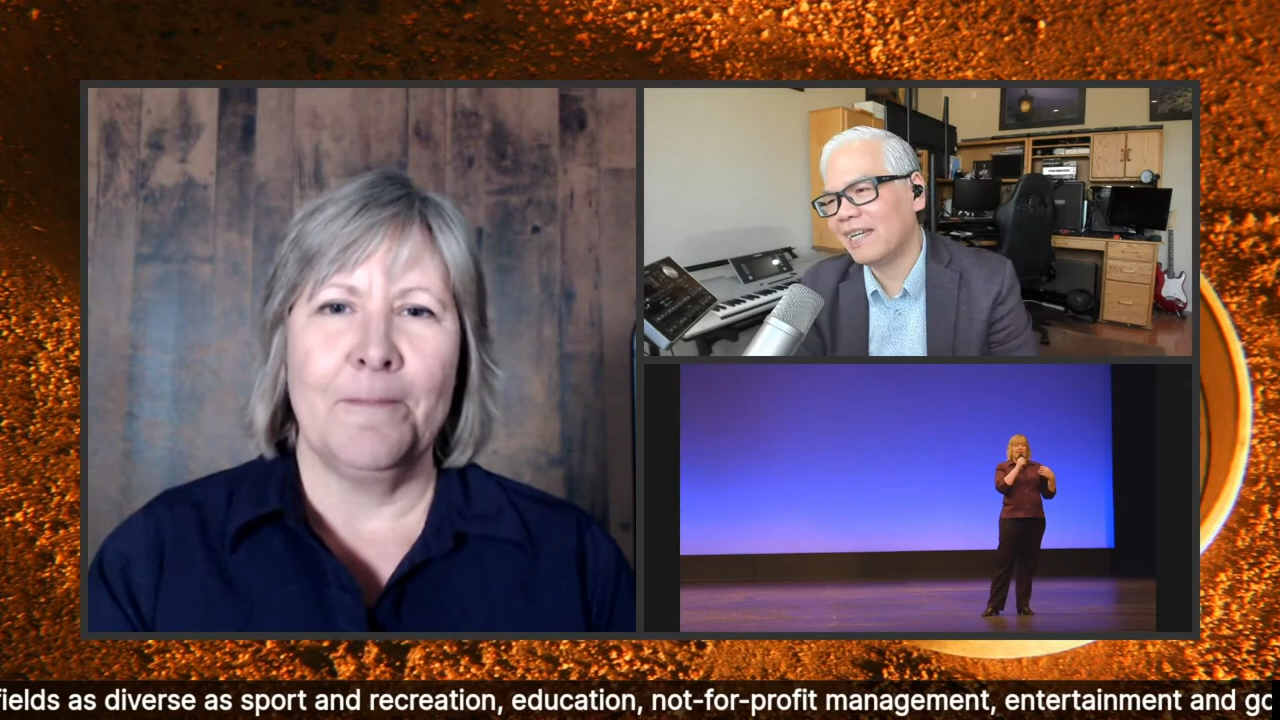 fields as diverse as sport and recreation, education, not-for-profit management, entertainment and go